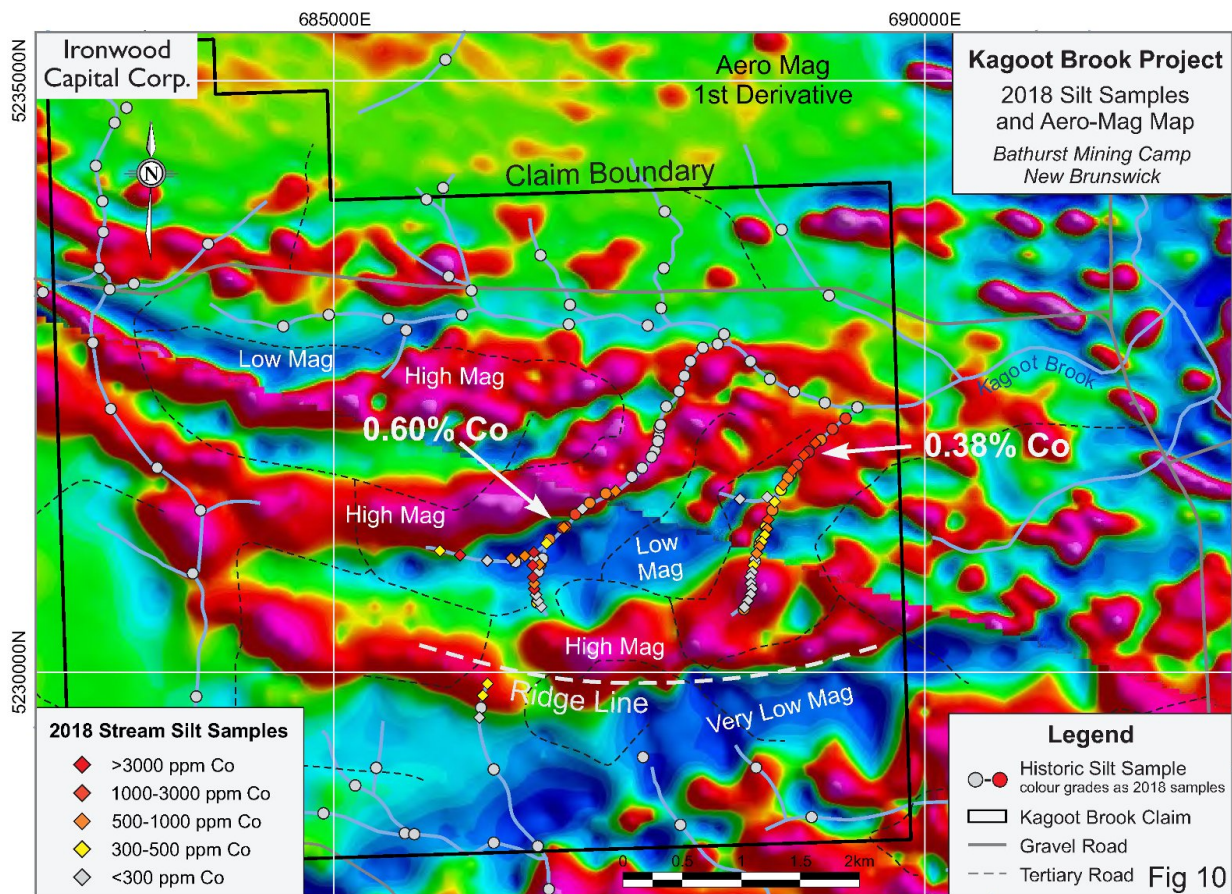 685000E
690000E
Ironwood
Capital Corp.
Aero Mag
1st Derivative
Kagoot Brook Project
2018 Silt Samples
and Aero-Mag Map
Bathurst Mining Camp
New Brunswick
5235000N
N
Claim Boundary
Low Mag
High Mag
Kagoot Brook
0.60% Co
0.38% Co
High Mag
Low
Mag
High Mag
5230000N
Ridge Line
Very Low Mag
2018 Stream Silt Samples
>3000 ppm Co
1000-3000 ppm Co
500-1000 ppm Co
300-500 ppm Co
<300 ppm Co
0 0.5 1 1.5 2km
Legend
Historic Silt Sample
colour grades as 2018 samples
Kagoot Brook Claim
Gravel Road
Tertiary Road
Fig 10